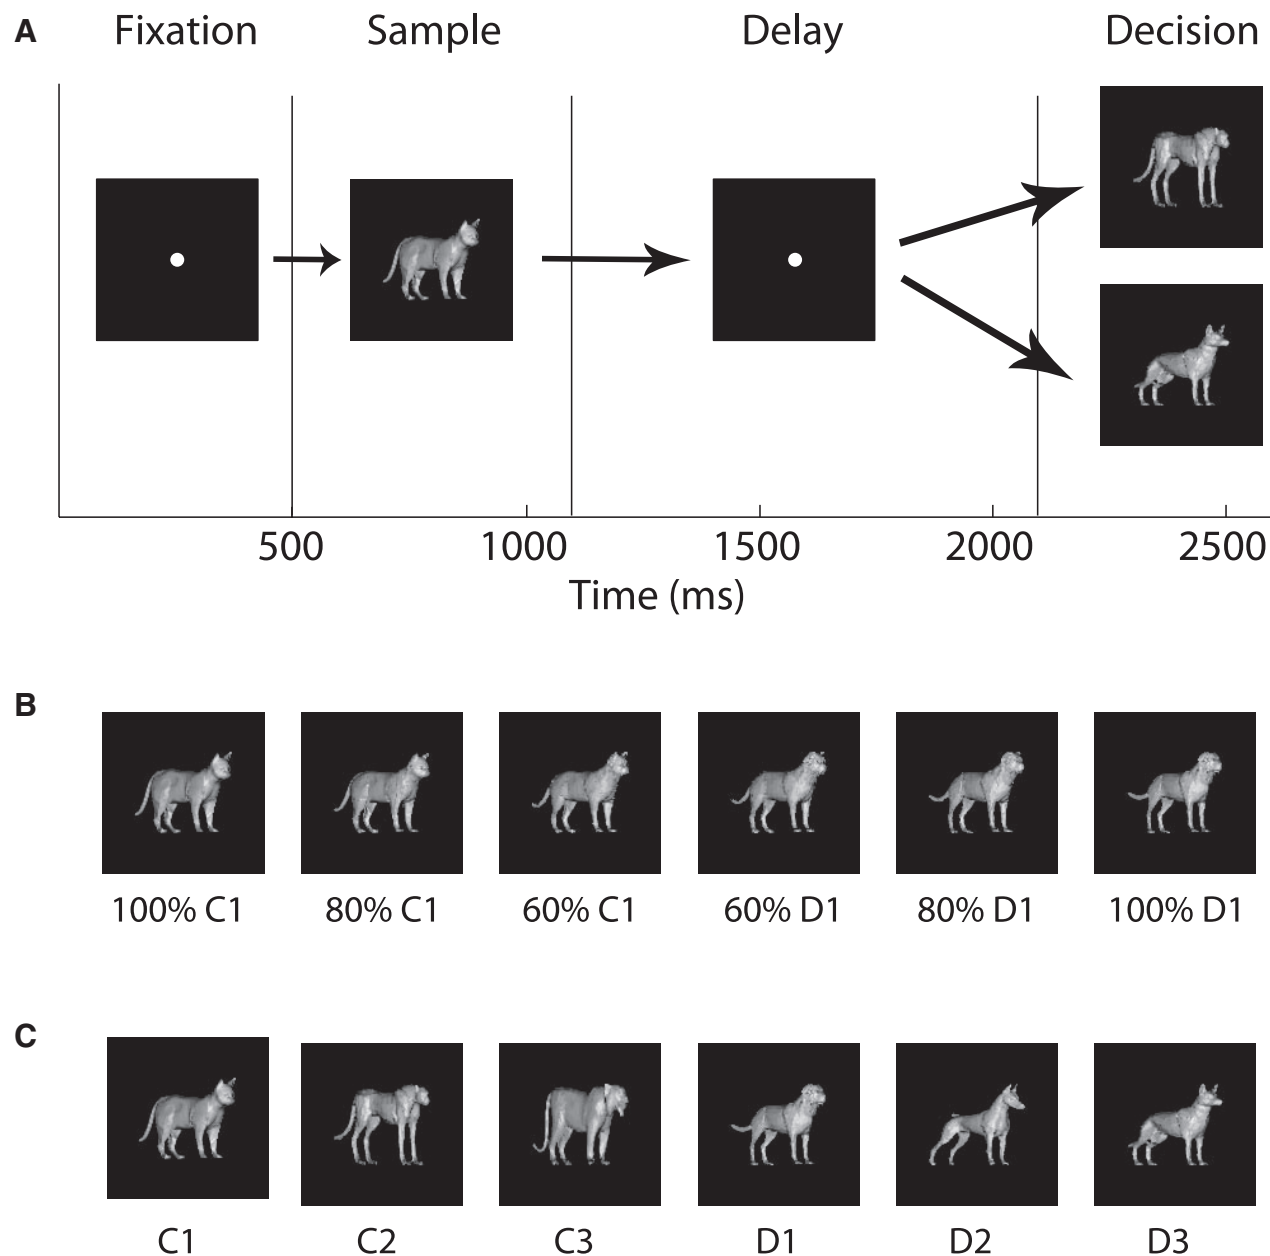 A
Fixation Sample Delay Decision
500 1000 1500 2000 2500
Time (ms)
B
100% C1 80% C1 60% C1 60% D1 80% D1 100% D1
C
C1 C2 C3 D1 D2 D3